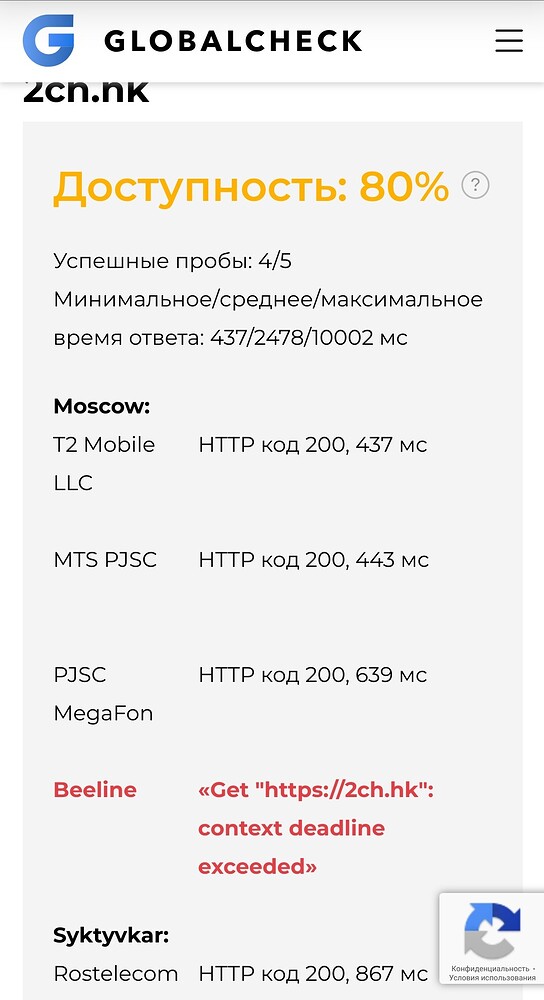 GLOBALCHECK
2ch.hk
Доступность: 80% ?
Успешные пробы: 4/5
Минимальное/среднее/максимальное
время ответа: 437/2478/10002 мс
Moscow:
T2 Mobile HTTP код 200, 437 мс
LLC
MTS PJSC HTTP код 200, 443 мс
PJSC HTTP код 200, 639 мс
MegaFon
Beeline «Get "https://2ch.hk":
context deadline
exceeded»
Syktyvkar:
Rostelecom HTTP код 200, 867 мс
Конфиденциальность •
Условия использования